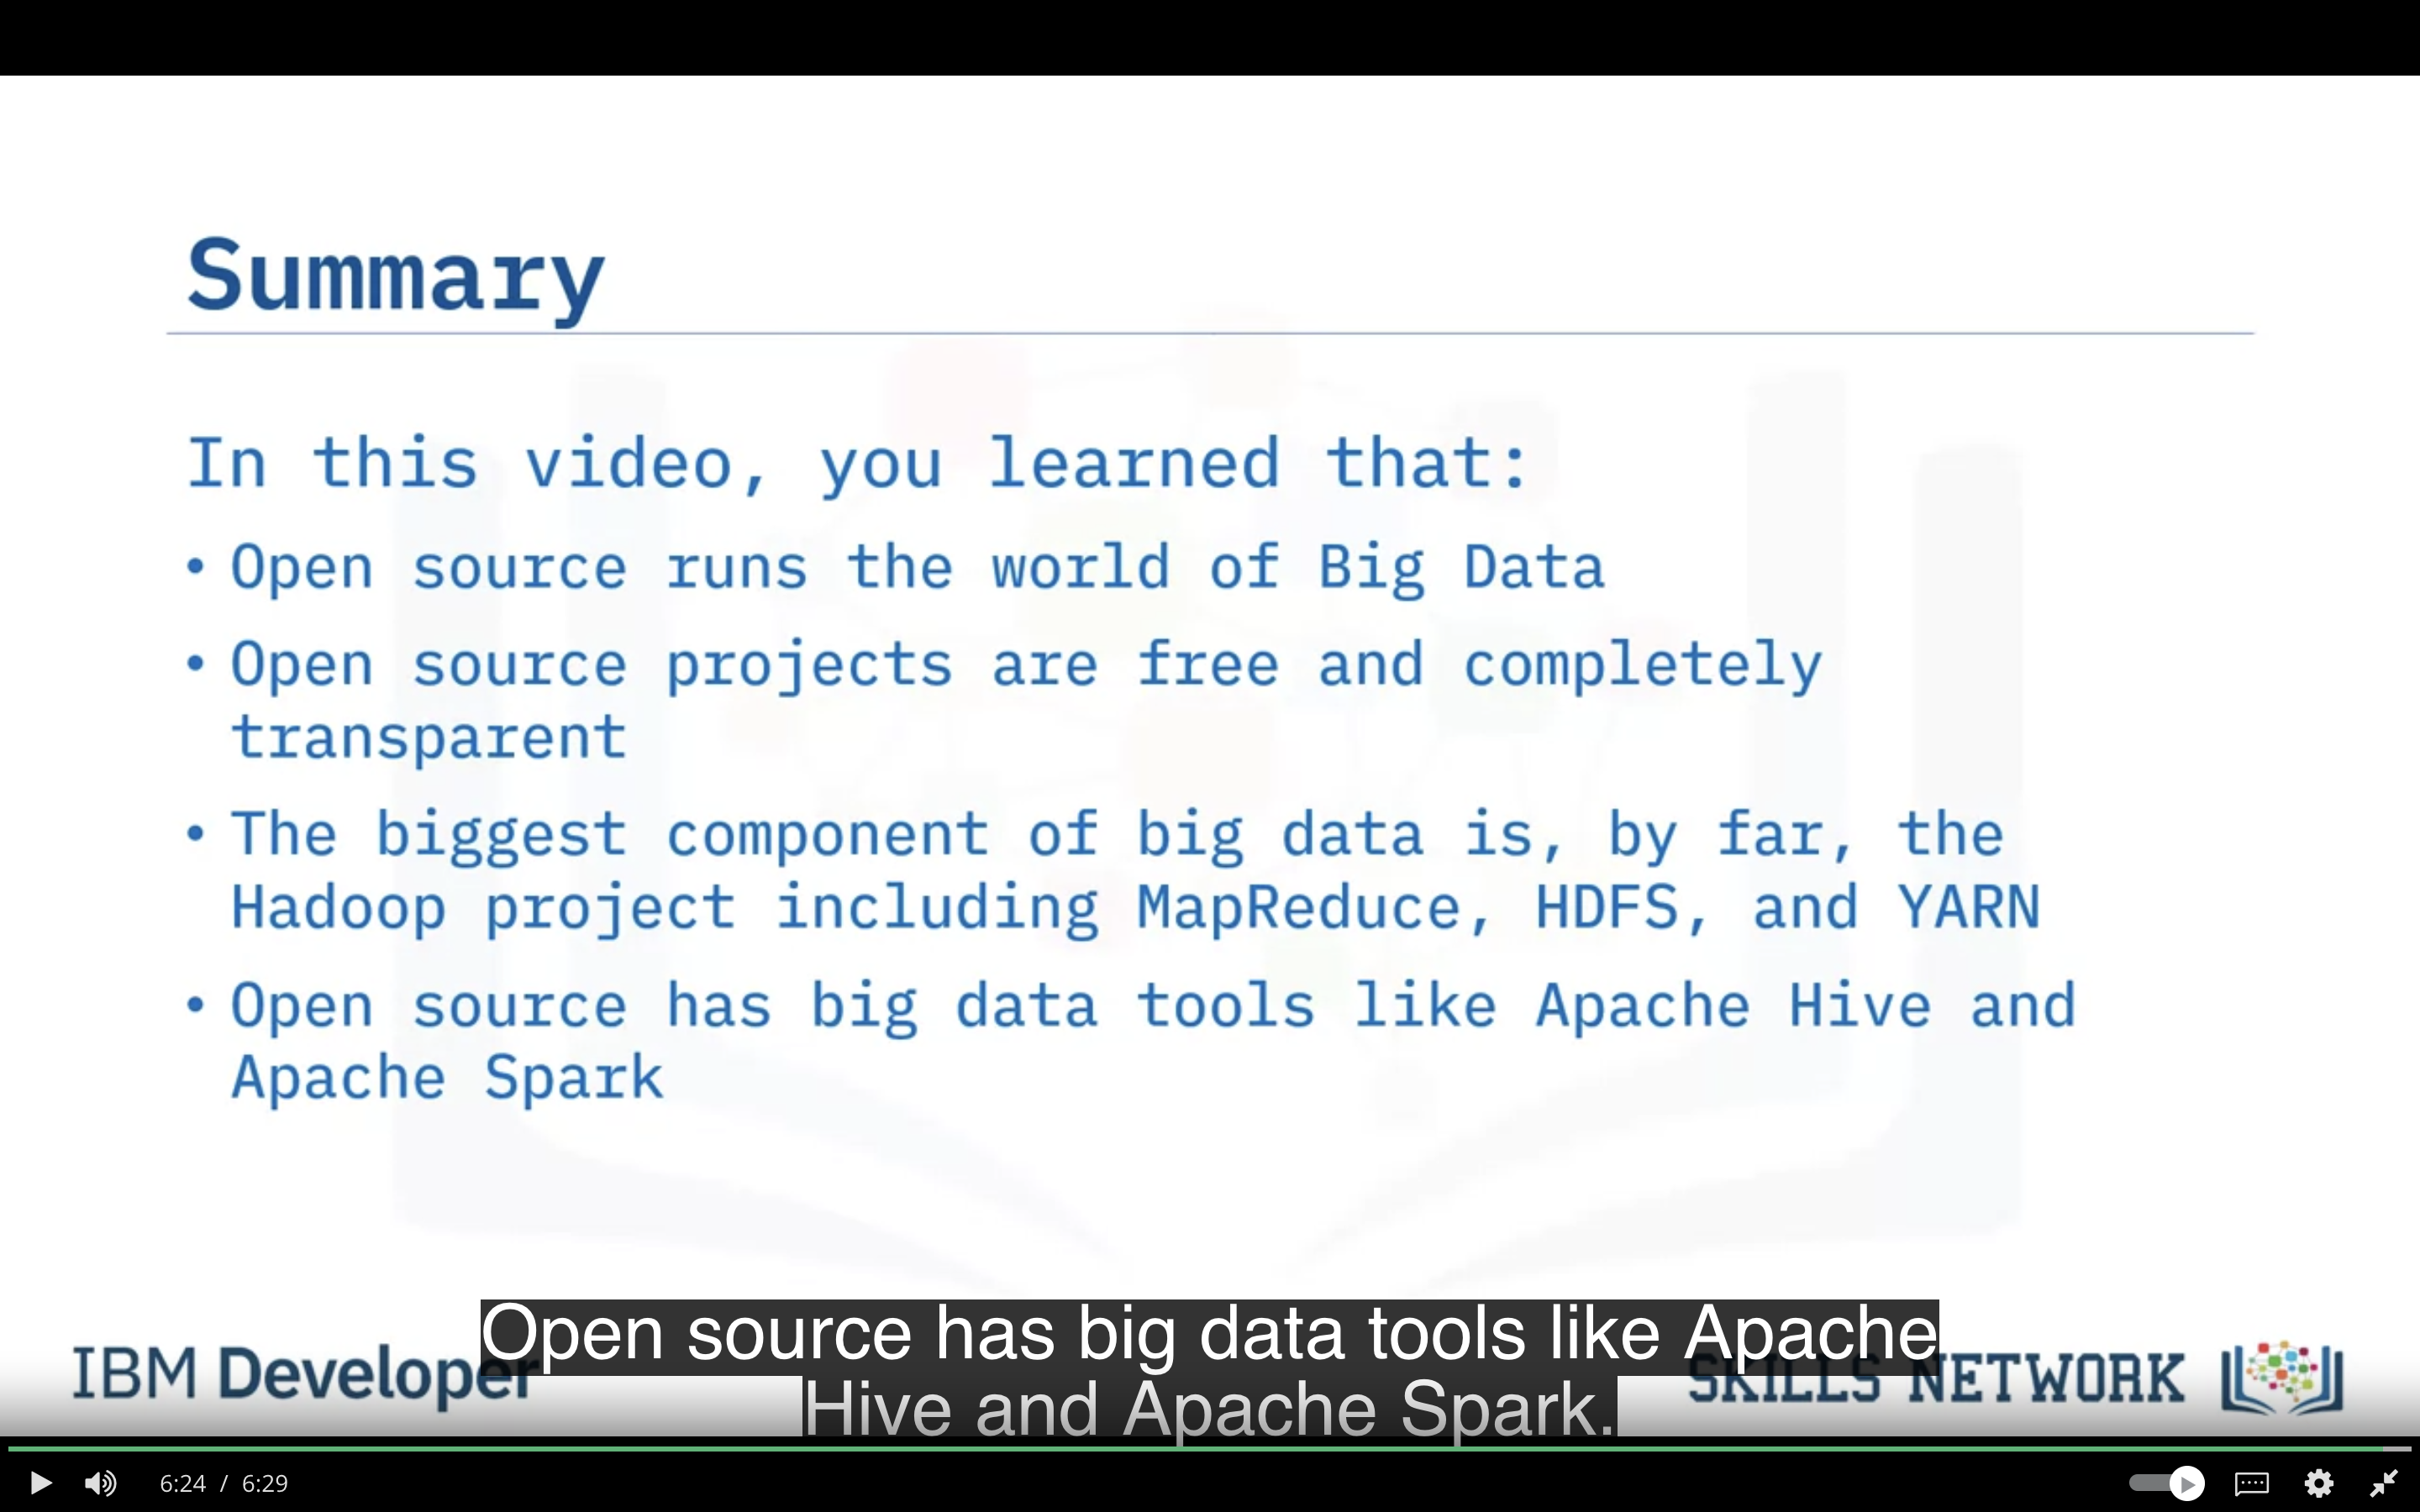 Summary
In this video, you learned that:
• Open source runs the world of Big Data
• Open source projects are free and completely
transparent
• The biggest component of big data is, by far, the
Hadoop project including MapReduce, HDFS, and YARN
• Open source has big data tools like Apache Hive and
Apache Spark
Open source has big data tools like Apache
Hive and Apache Spark.
IBM Developer
SKILLS NETWORK
6:24 / 6:29